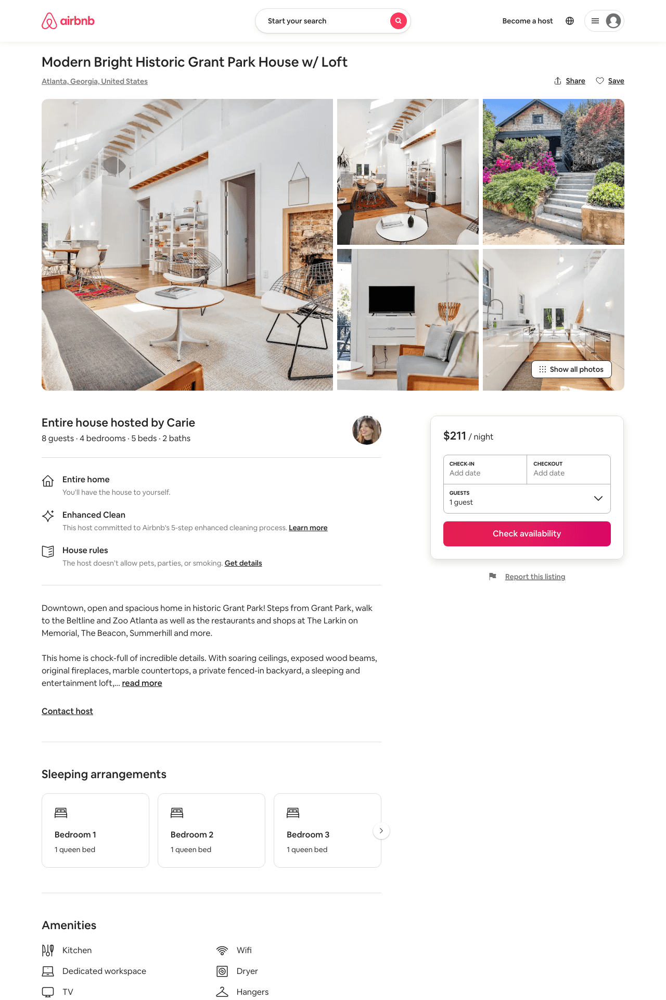 airbnb
Start your search
Become a host
Modern Bright Historic Grant Park House w/ Loft
Atlanta, Georgia, United States
Share
Save
Show all photos
Entire house hosted by Carie
8 guests · 4 bedrooms · 5 beds · 2 baths
Entire home
You’ll have the house to yourself.
Enhanced Clean
This host committed to Airbnb's 5-step enhanced cleaning process. Learn more
House rules
The host doesn’t allow pets, parties, or smoking. Get details
$211 / night
CHECK-IN
Add date
CHECKOUT
Add date
GUESTS
1 guest
Check availability
Report this listing
Downtown, open and spacious home in historic Grant Park! Steps from Grant Park, walk
to the Beltline and Zoo Atlanta as well as the restaurants and shops at The Larkin on
Memorial, The Beacon, Summerhill and more.
This home is chock-full of incredible details. With soaring ceilings, exposed wood beams,
original fireplaces, marble countertops, a private fenced-in backyard, a sleeping and
entertainment loft,... read more
Contact host
Sleeping arrangements
Bedroom 1
1 queen bed
Bedroom 2
1 queen bed
Bedroom 3
1 queen bed
Amenities
Kitchen
Wifi
Dedicated workspace
Dryer
TV
Hangers